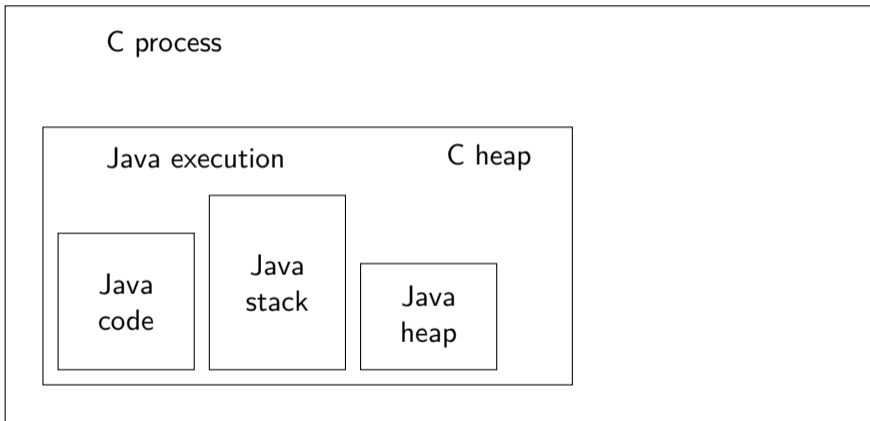 C process
Java execution
C heap
Java
code
Java
stack
Java
heap